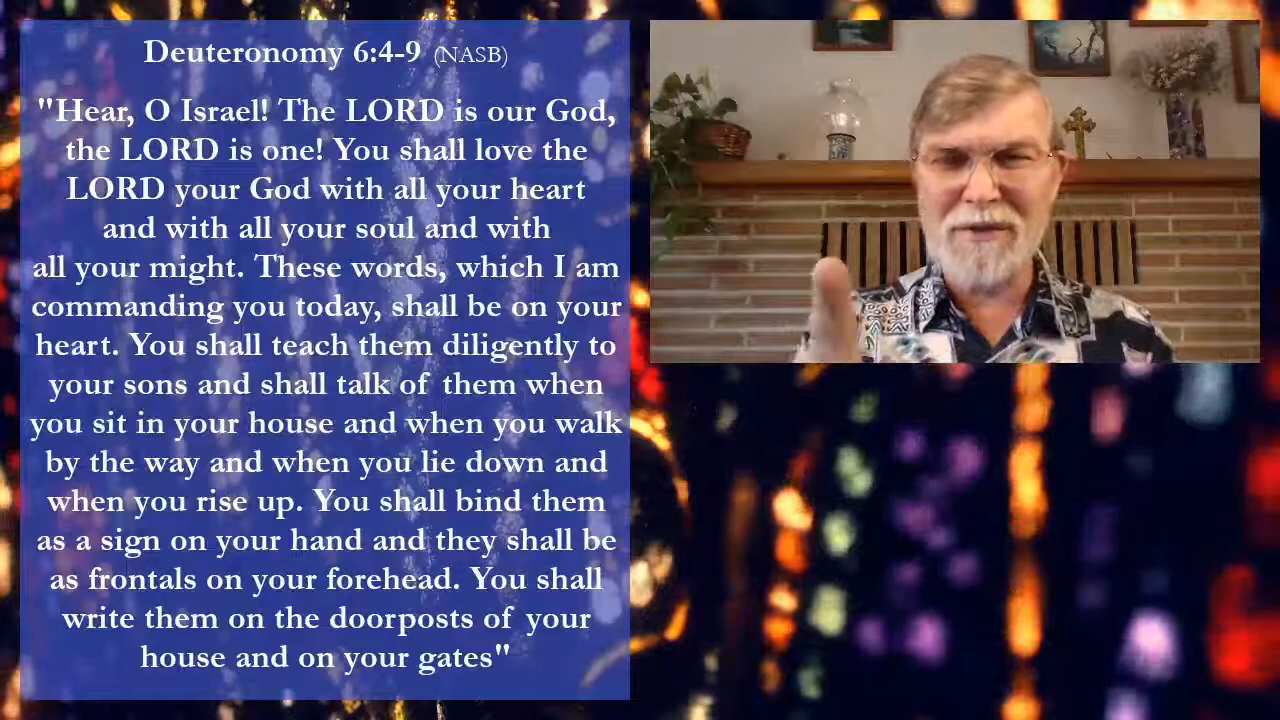 Deuteronomy 6:4-9 (NASB)
"Hear, O Israel! The LORD is our God,
the LORD is one! You shall love the
LORD your God with all your heart
and with all your soul and with
all your might. These words, which I am
commanding you today, shall be on your
heart. You shall teach them diligently to
your sons and shall talk of them when
you sit in your house and when you walk
by the way and when you lie down and
when you rise up. You shall bind them
as a sign on your hand and they shall be
as frontals on your forehead. You shall
write them on the doorposts of your
house and on your gates"